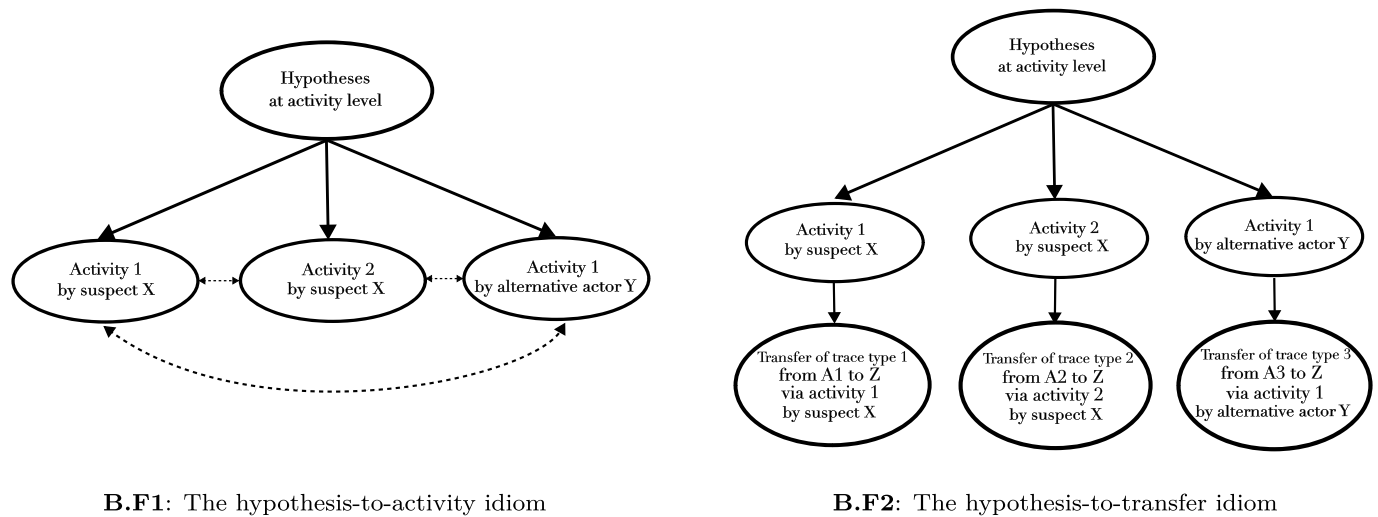 Hypotheses
at activity level
Activity 1
by suspect X
Activity 2
by suspect X
Activity 1
by alternative actor Y
B.F1: The hypothesis-to-activity idiom
Hypotheses
at activity level
Activity 1
by suspect X
Activity 2
by suspect X
Activity 1
by alternative actor Y
Transfer of trace type 1
from A1 to Z
via activity 1
by suspect X
Transfer of trace type 2
from A2 to Z
via activity 2
by suspect X
Transfer of trace type 3
from A3 to Z
via activity 1
by alternative actor Y
B.F2: The hypothesis-to-transfer idiom